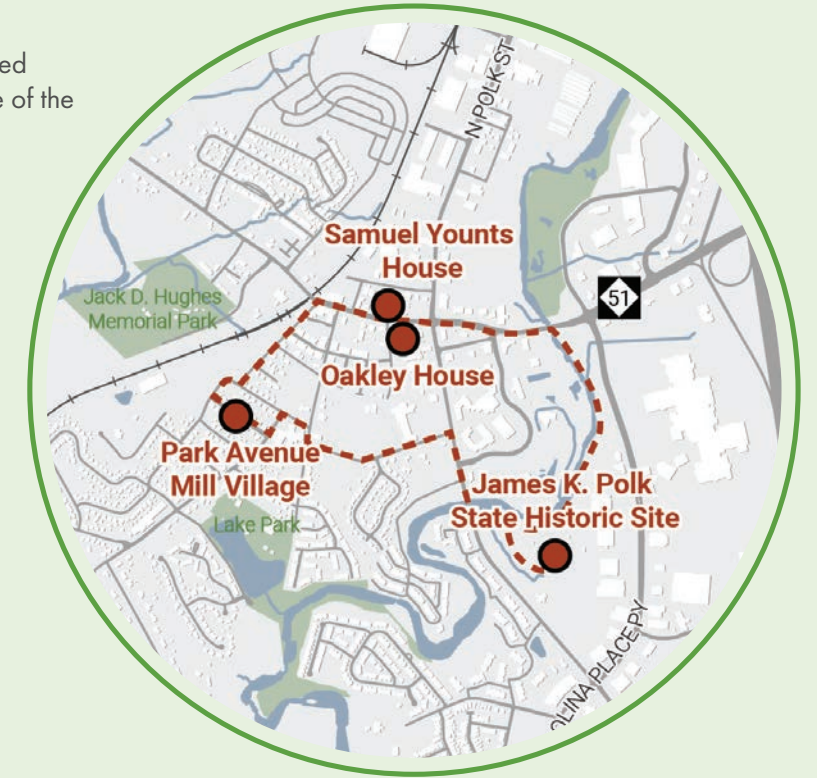 ed
e of the
N POLK ST
Samuel Younts
House
51
Jack D. Hughes
Memorial Park
Oakley House
Park Avenue
Mill Village
James K. Polk
State Historic Site
Lake Park
OLINA PLACE PY